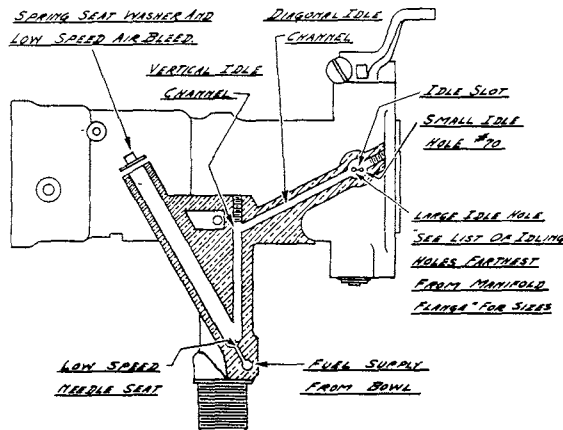 SPRING SEAT WASHER AND
LOW SPEED AIR BLEED.
DIAGONAL IDLE
CHANNEL
VERTICAL IDLE
CHANNEL
IDLE SLOT
SMALL IDLE
HOLE #70
LARGE IDLE HOLE
"SEE LIST OF IDLING
HOLES FARTHEST
FROM MANIFOLD
FLANGE" FOR SIZES
LOW SPEED
NEEDLE SEAT
FUEL SUPPLY
FROM BOWL